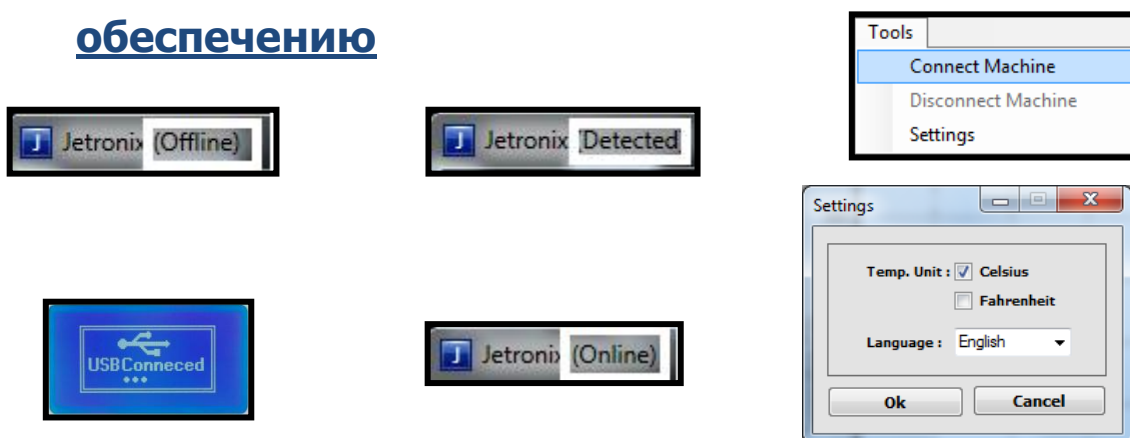 обеспечению
Tools
Connect Machine
Disconnect Machine
Settings
Jetronix (Offline)
Jetronix Detected
Settings
Temp. Unit : Celsius
Fahrenheit
Language : English
Ok Cancel
USBConneced
Jetronix (Online)